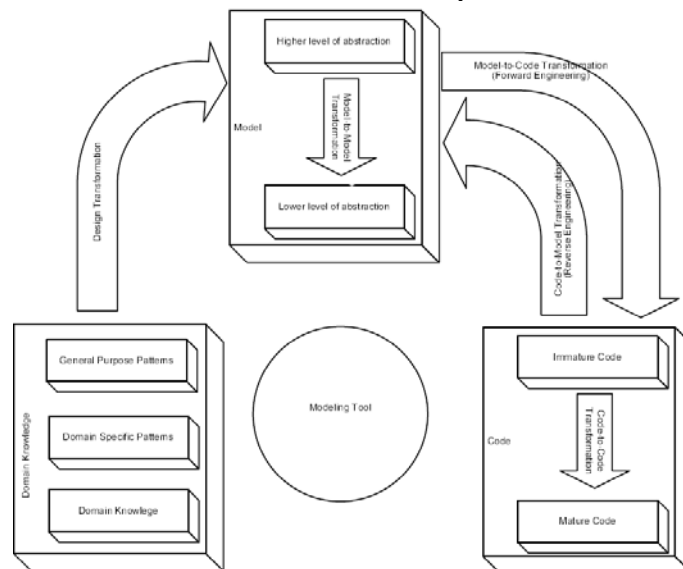 Higher level of abstraction
Model-to-Model
Transformation
Model
Lower level of abstraction
Model-to-Code Transformation
(Forward Engineering)
Code-to-Model Transformation
(Reverse Engineering)
Design Transformation
General Purpose Patterns
Domain Specific Patterns
Domain Knowlege
Domain Knowledge
Modeling Tool
Immature Code
Code-to-Code
Transformation
Code
Mature Code